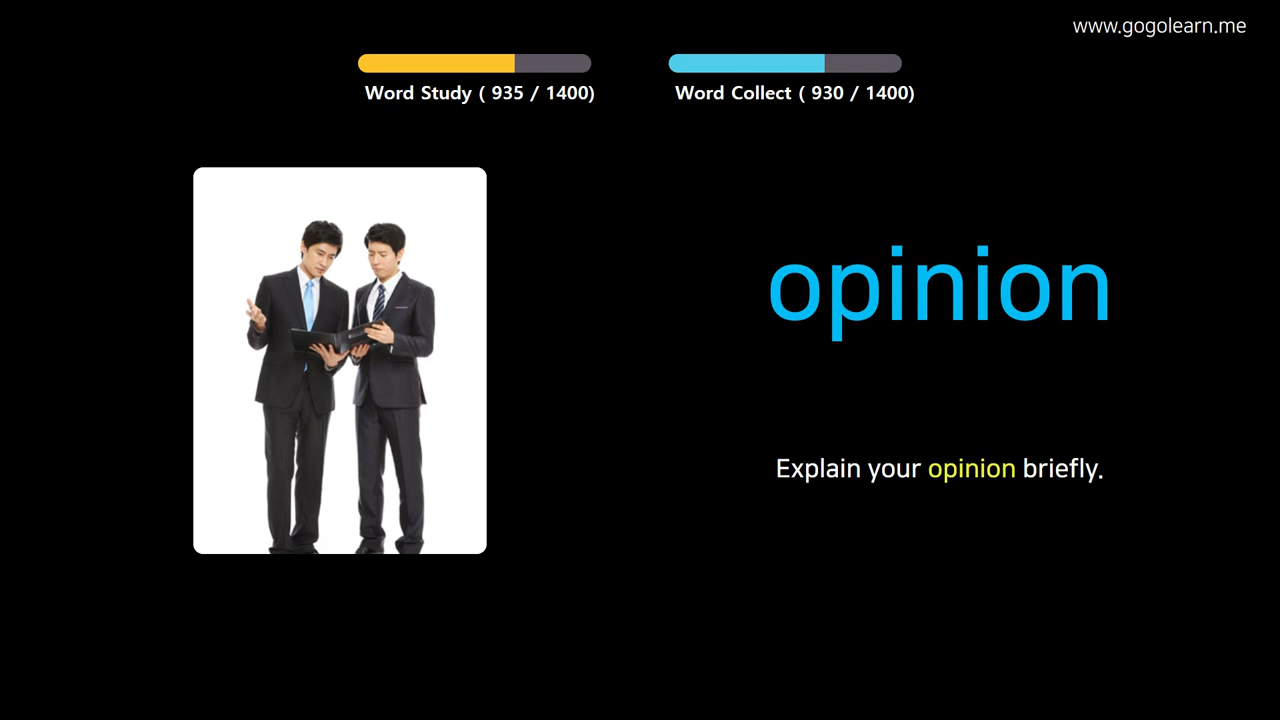 www.gogolearn.me
Word Study ( 935 / 1400)
Word Collect ( 930 / 1400)
opinion
Explain your opinion briefly.